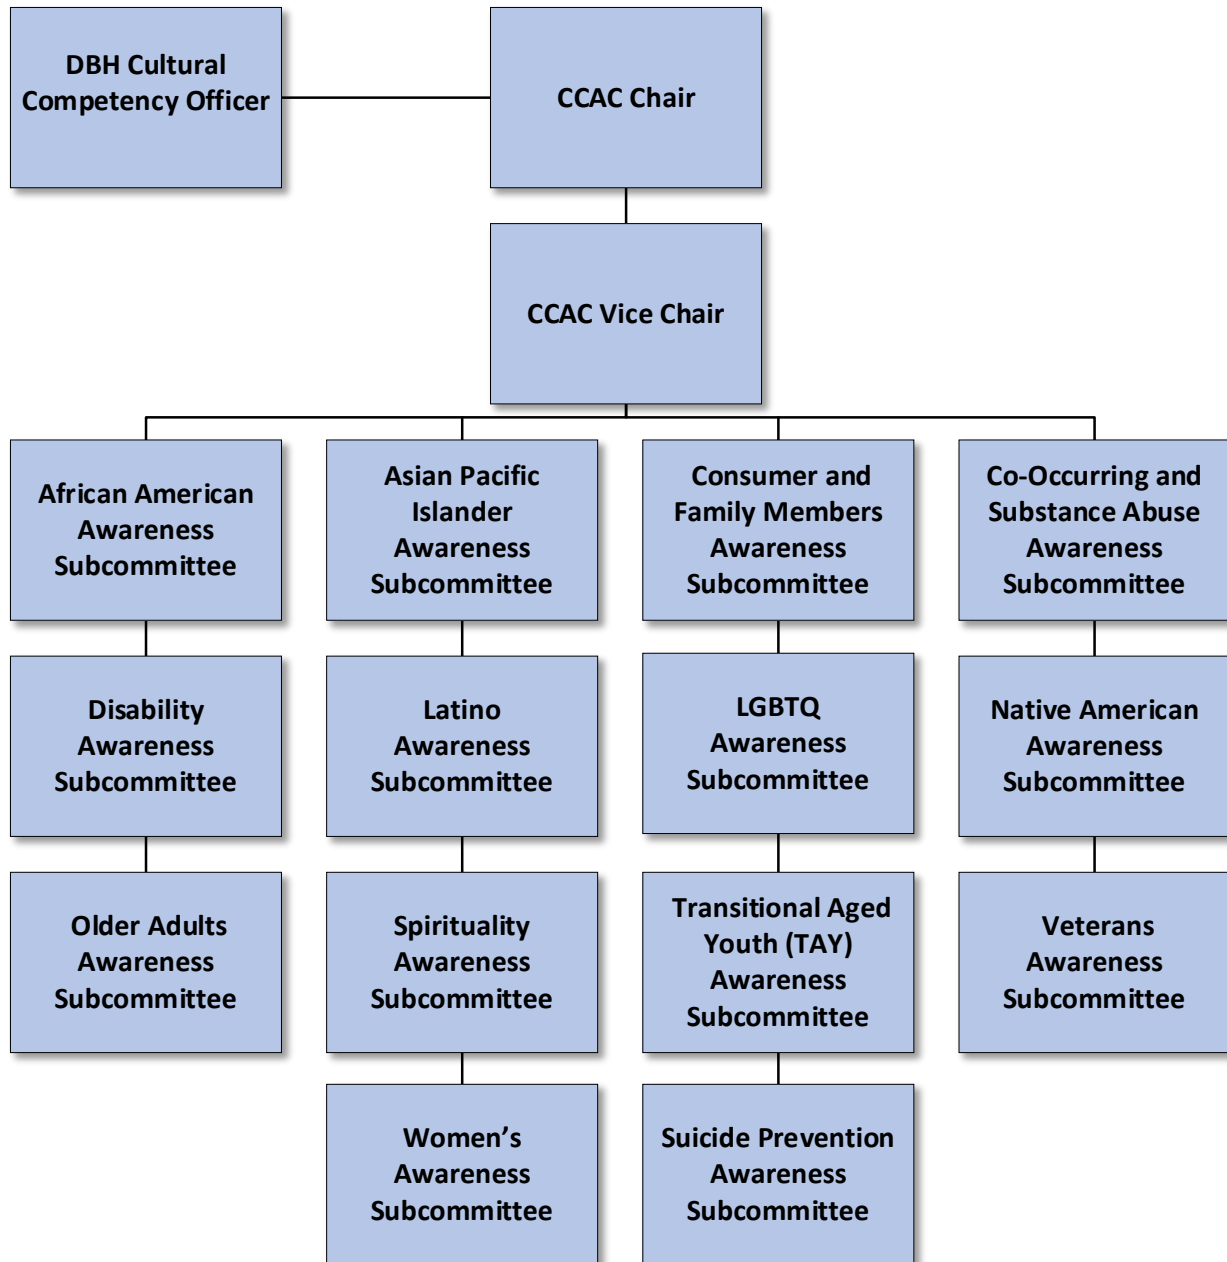 DBH Cultural
Competency Officer
CCAC Chair
CCAC Vice Chair
African American
Awareness
Subcommittee
Asian Pacific
Islander
Awareness
Subcommittee
Consumer and
Family Members
Awareness
Subcommittee
Co-Occurring and
Substance Abuse
Awareness
Subcommittee
Disability
Awareness
Subcommittee
Latino
Awareness
Subcommittee
LGBTQ
Awareness
Subcommittee
Native American
Awareness
Subcommittee
Older Adults
Awareness
Subcommittee
Spirituality
Awareness
Subcommittee
Transitional Aged
Youth (TAY)
Awareness
Subcommittee
Veterans
Awareness
Subcommittee
Women’s
Awareness
Subcommittee
Suicide Prevention
Awareness
Subcommittee